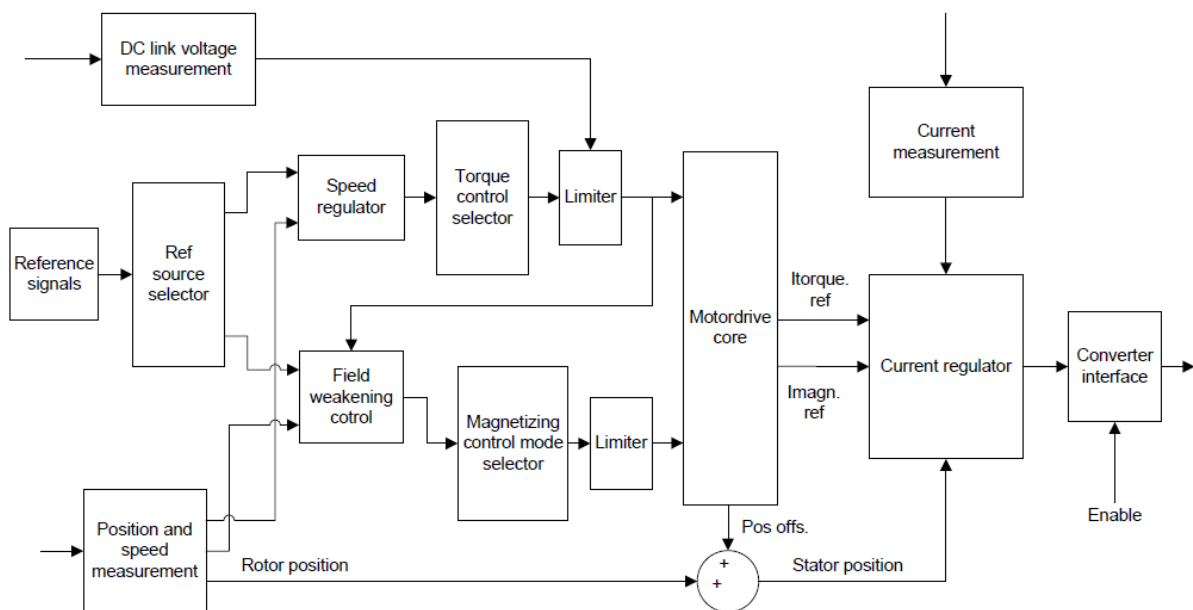 DC link voltage
measurement
Current
measurement
Speed
regulator
Torque
control
selector
Limiter
Reference
signals
Ref
source
selector
Itorque.
ref
Motordrive
core
Current regulator
Converter
interface
Field
weakening
cotrol
Imagn.
ref
Magnetizing
control mode
selector
Limiter
Enable
Position and
speed
measurement
Pos offs.
Rotor position
+
+
Stator position